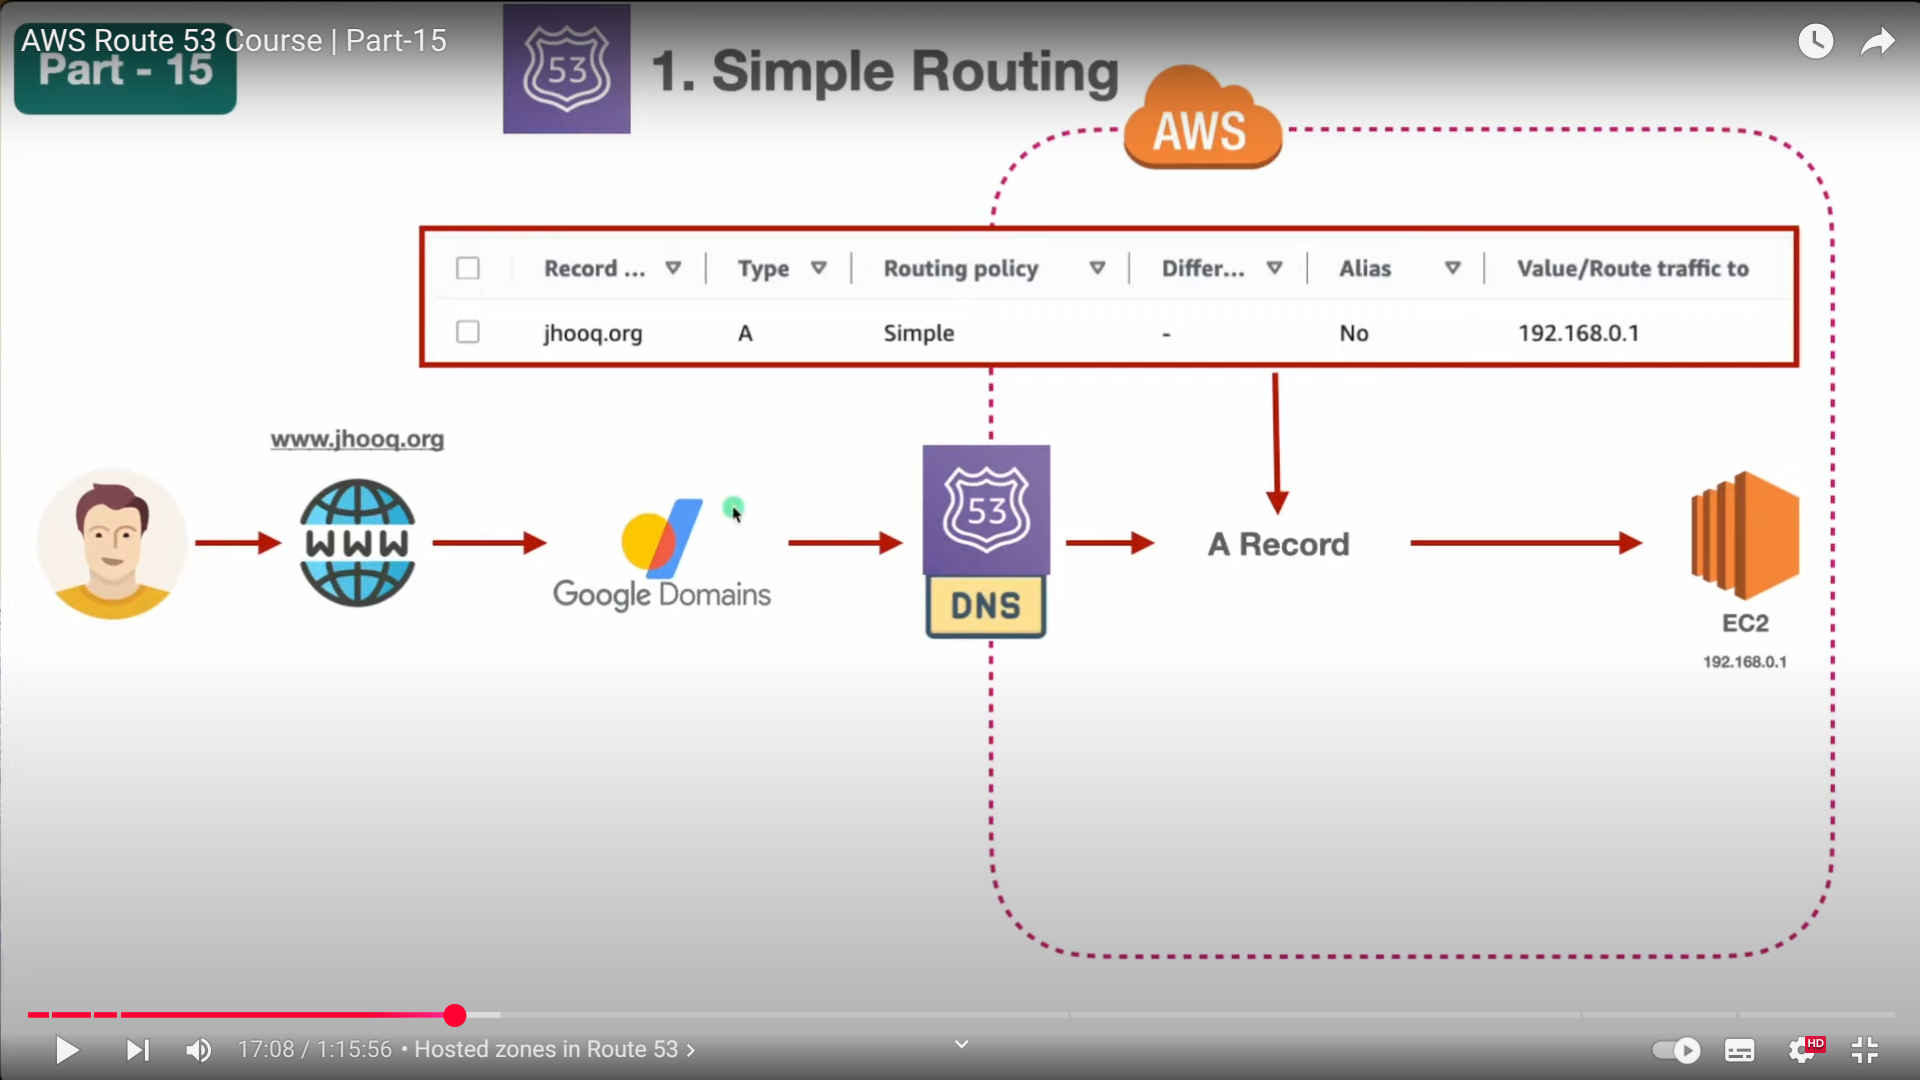 AWS Route 53 Course | Part-15
Part - 15
53
1. Simple Routing
AWS
Record ... Type Routing policy Differ... Alias Value/Route traffic to
jhooq.org A Simple - No 192.168.0.1
www.jhooq.org
WWW
Google Domains
53
DNS
A Record
EC2
192.168.0.1
17:08 / 1:15:56 • Hosted zones in Route 53
HD